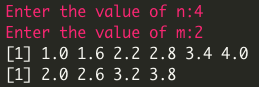 Enter the value of n:4
Enter the value of m:2
[1] 1.0 1.6 2.2 2.8 3.4 4.0
[1] 2.0 2.6 3.2 3.8